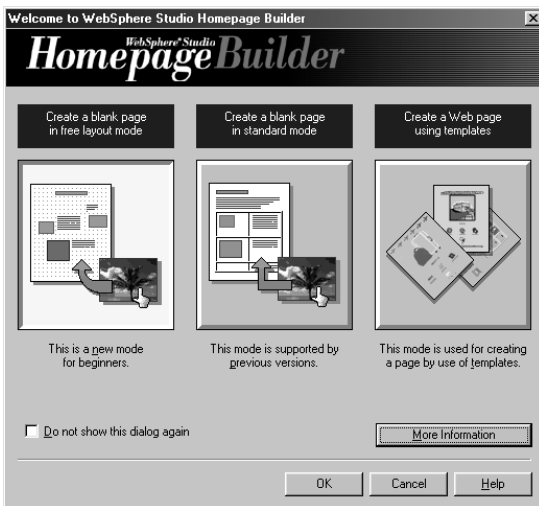 Welcome to WebSphere Studio Homepage Builder
WebSphere® Studio
Homepage Builder
Create a blank page
in free layout mode
Create a blank page
in standard mode
Create a Web page
using templates
This is a new mode
for beginners.
This mode is supported by
previous versions.
This mode is used for creating
a page by use of templates.
Do not show this dialog again
More Information
OK
Cancel
Help